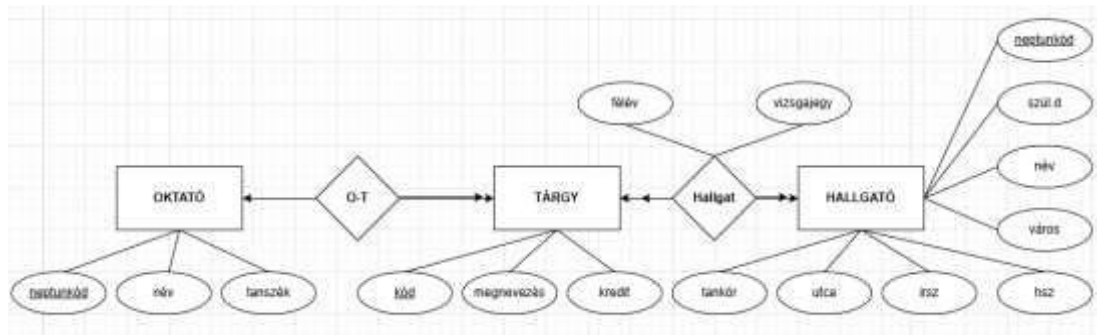 neptunkód
félév
vizsgajegy
szül.d
név
OKTATÓ
O-T
TÁRGY
Hallgat
HALLGATÓ
város
neptunkód
név
tanszék
kód
megnevezés
kredit
tankör
utca
irsz
hsz